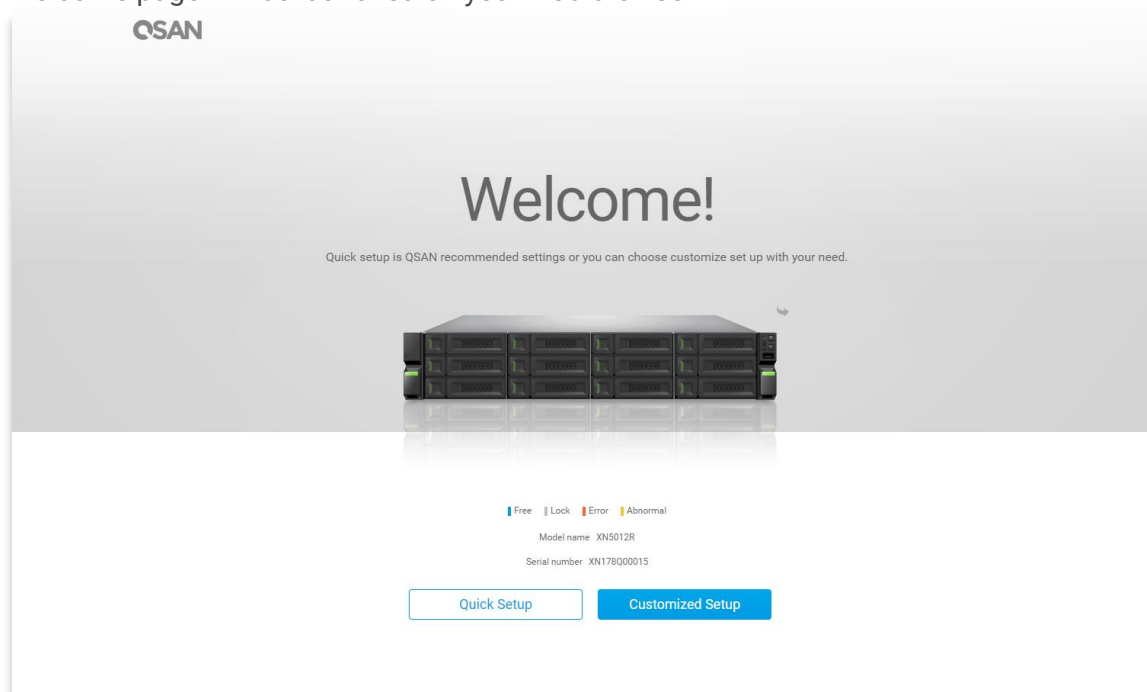 QSAN
Welcome!
Quick setup is QSAN recommended settings or you can choose customize set up with your need.
Free Lock Error Abnormal
Model name XN5012R
Serial number XN178Q00015
Quick Setup Customized Setup